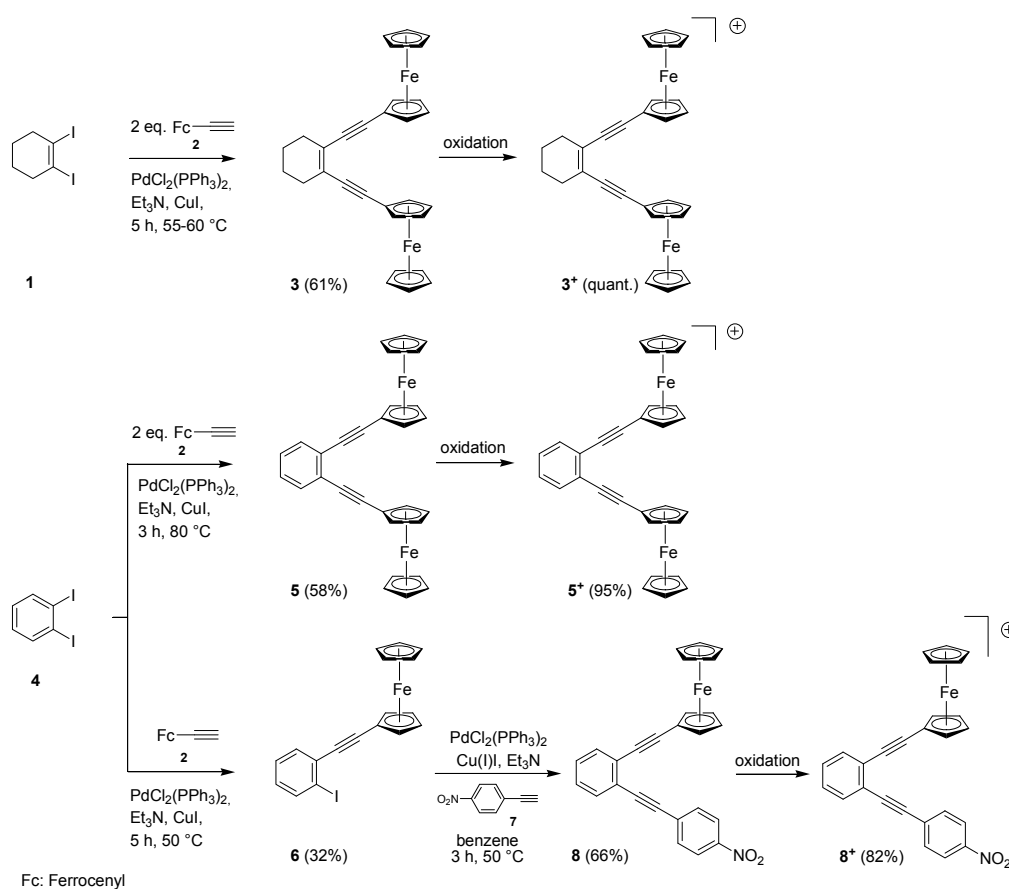 Fe
Fe
2 eq. Fc
2
PdCl2(PPh3)2,
Et3N, CuI,
5 h, 55-60 °C
I
I
oxidation
⊕
Fe
Fe
1
3 (61%)
3+ (quant.)
2 eq. Fc
2
PdCl2(PPh3)2,
Et3N, CuI,
3 h, 80 °C
Fe
Fe
oxidation
⊕
Fe
Fe
5 (58%)
5+ (95%)
I
I
4
Fc
2
PdCl2(PPh3)2,
Et3N, CuI,
5 h, 50 °C
Fe
I
6 (32%)
PdCl2(PPh3)2
Cu(I)I, Et3N
NO2
7
benzene
3 h, 50 °C
Fe
NO2
8 (66%)
oxidation
⊕
Fe
NO2
8+ (82%)
Fc: Ferrocenyl